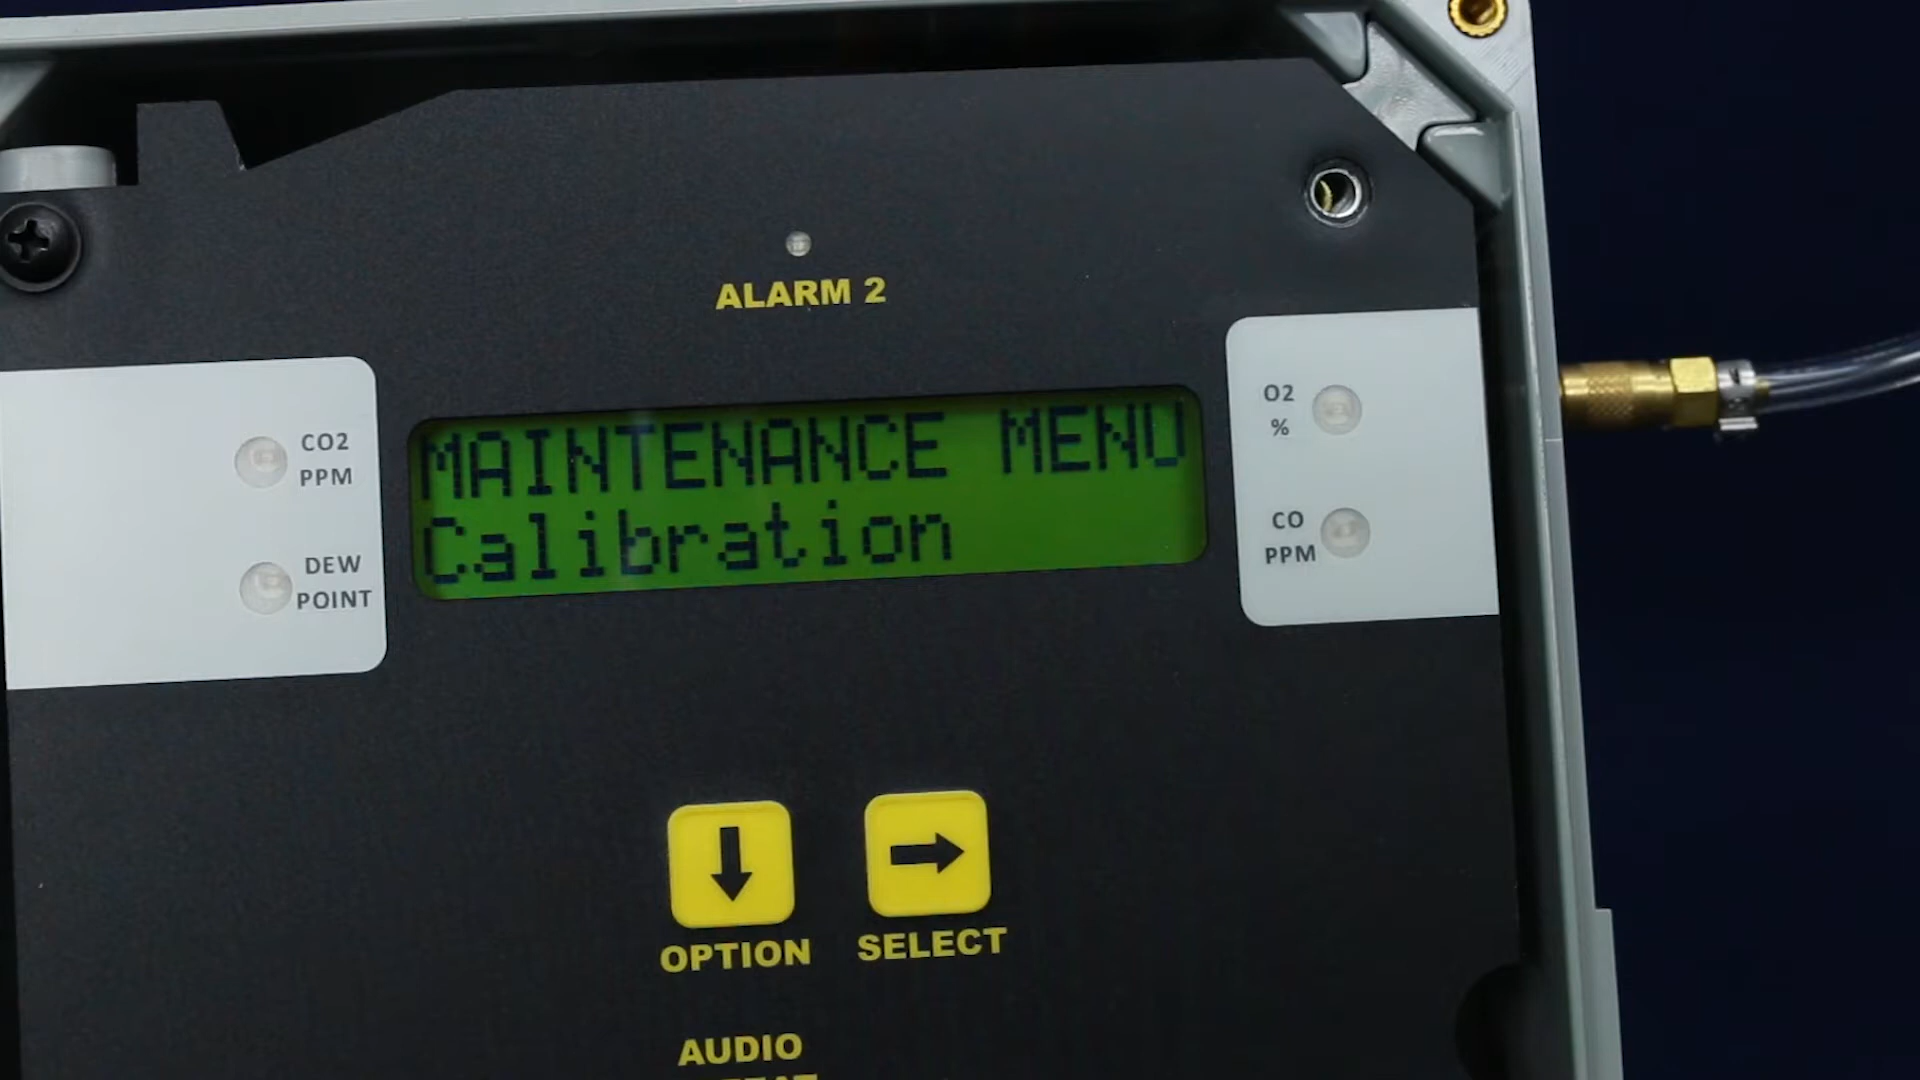 ALARM 2
CO2
PPM
DEW
POINT
MAINTENANCE MENU
Calibration
O2
%
CO
PPM
OPTION
SELECT
AUDIO